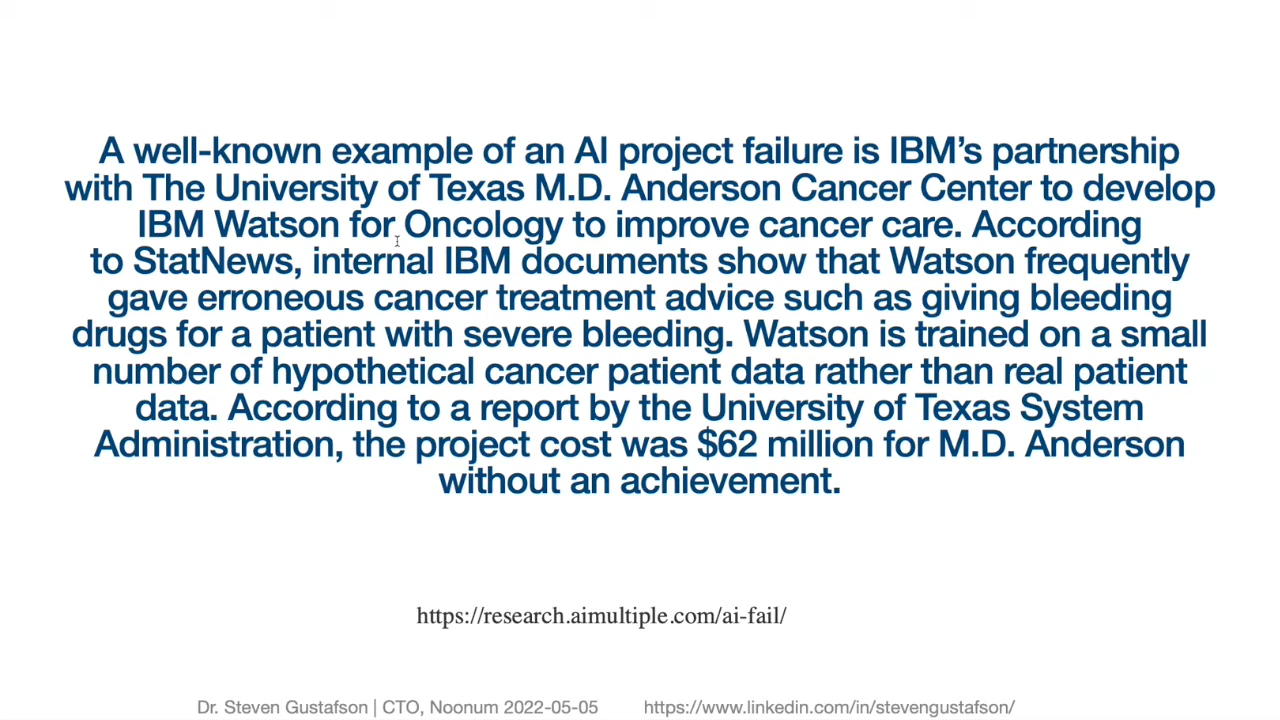 A well-known example of an AI project failure is IBM’s partnership
with The University of Texas M.D. Anderson Cancer Center to develop
IBM Watson for Oncology to improve cancer care. According
to StatNews, internal IBM documents show that Watson frequently
gave erroneous cancer treatment advice such as giving bleeding
drugs for a patient with severe bleeding. Watson is trained on a small
number of hypothetical cancer patient data rather than real patient
data. According to a report by the University of Texas System
Administration, the project cost was $62 million for M.D. Anderson
without an achievement.
https://research.aimultiple.com/ai-fail/
Dr. Steven Gustafson | CTO, Noonum 2022-05-05 https://www.linkedin.com/in/stevengustafson/